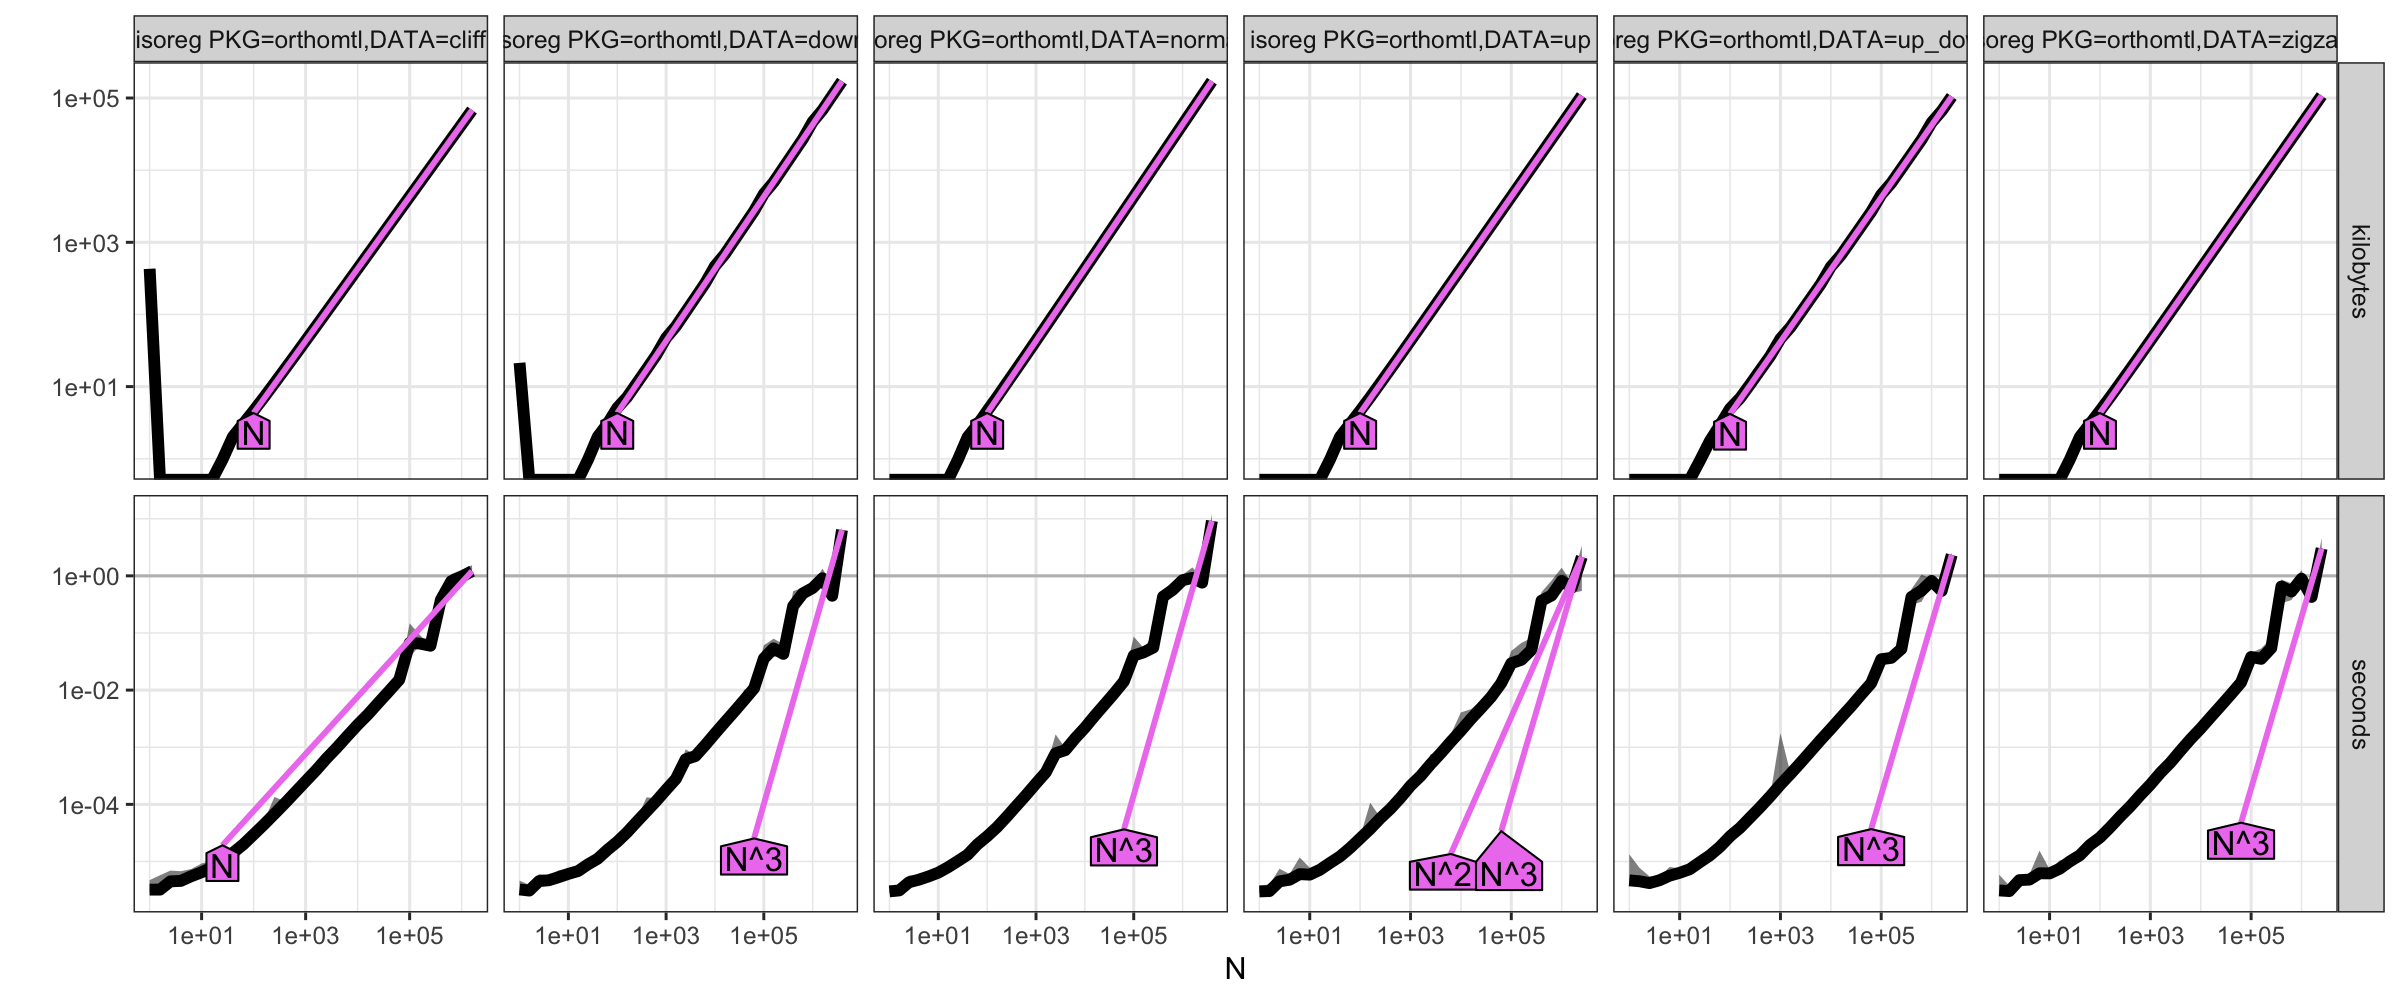 isoreg PKG=orthomtl,DATA=cliff
soreg PKG=orthomtl,DATA=down
oreg PKG=orthomtl,DATA=norm
isoreg PKG=orthomtl,DATA=up
reg PKG=orthomtl,DATA=up_do
oreg PKG=orthomtl,DATA=zigza
1e+05
1e+03
1e+01
N
N
N
N
N
N
kilobytes
1e+00
1e-02
1e-04
N
N^3
N^3
N^2
N^3
N^3
N^3
seconds
1e+01 1e+03 1e+05
1e+01 1e+03 1e+05
1e+01 1e+03 1e+05
1e+01 1e+03 1e+05
1e+01 1e+03 1e+05
1e+01 1e+03 1e+05
N